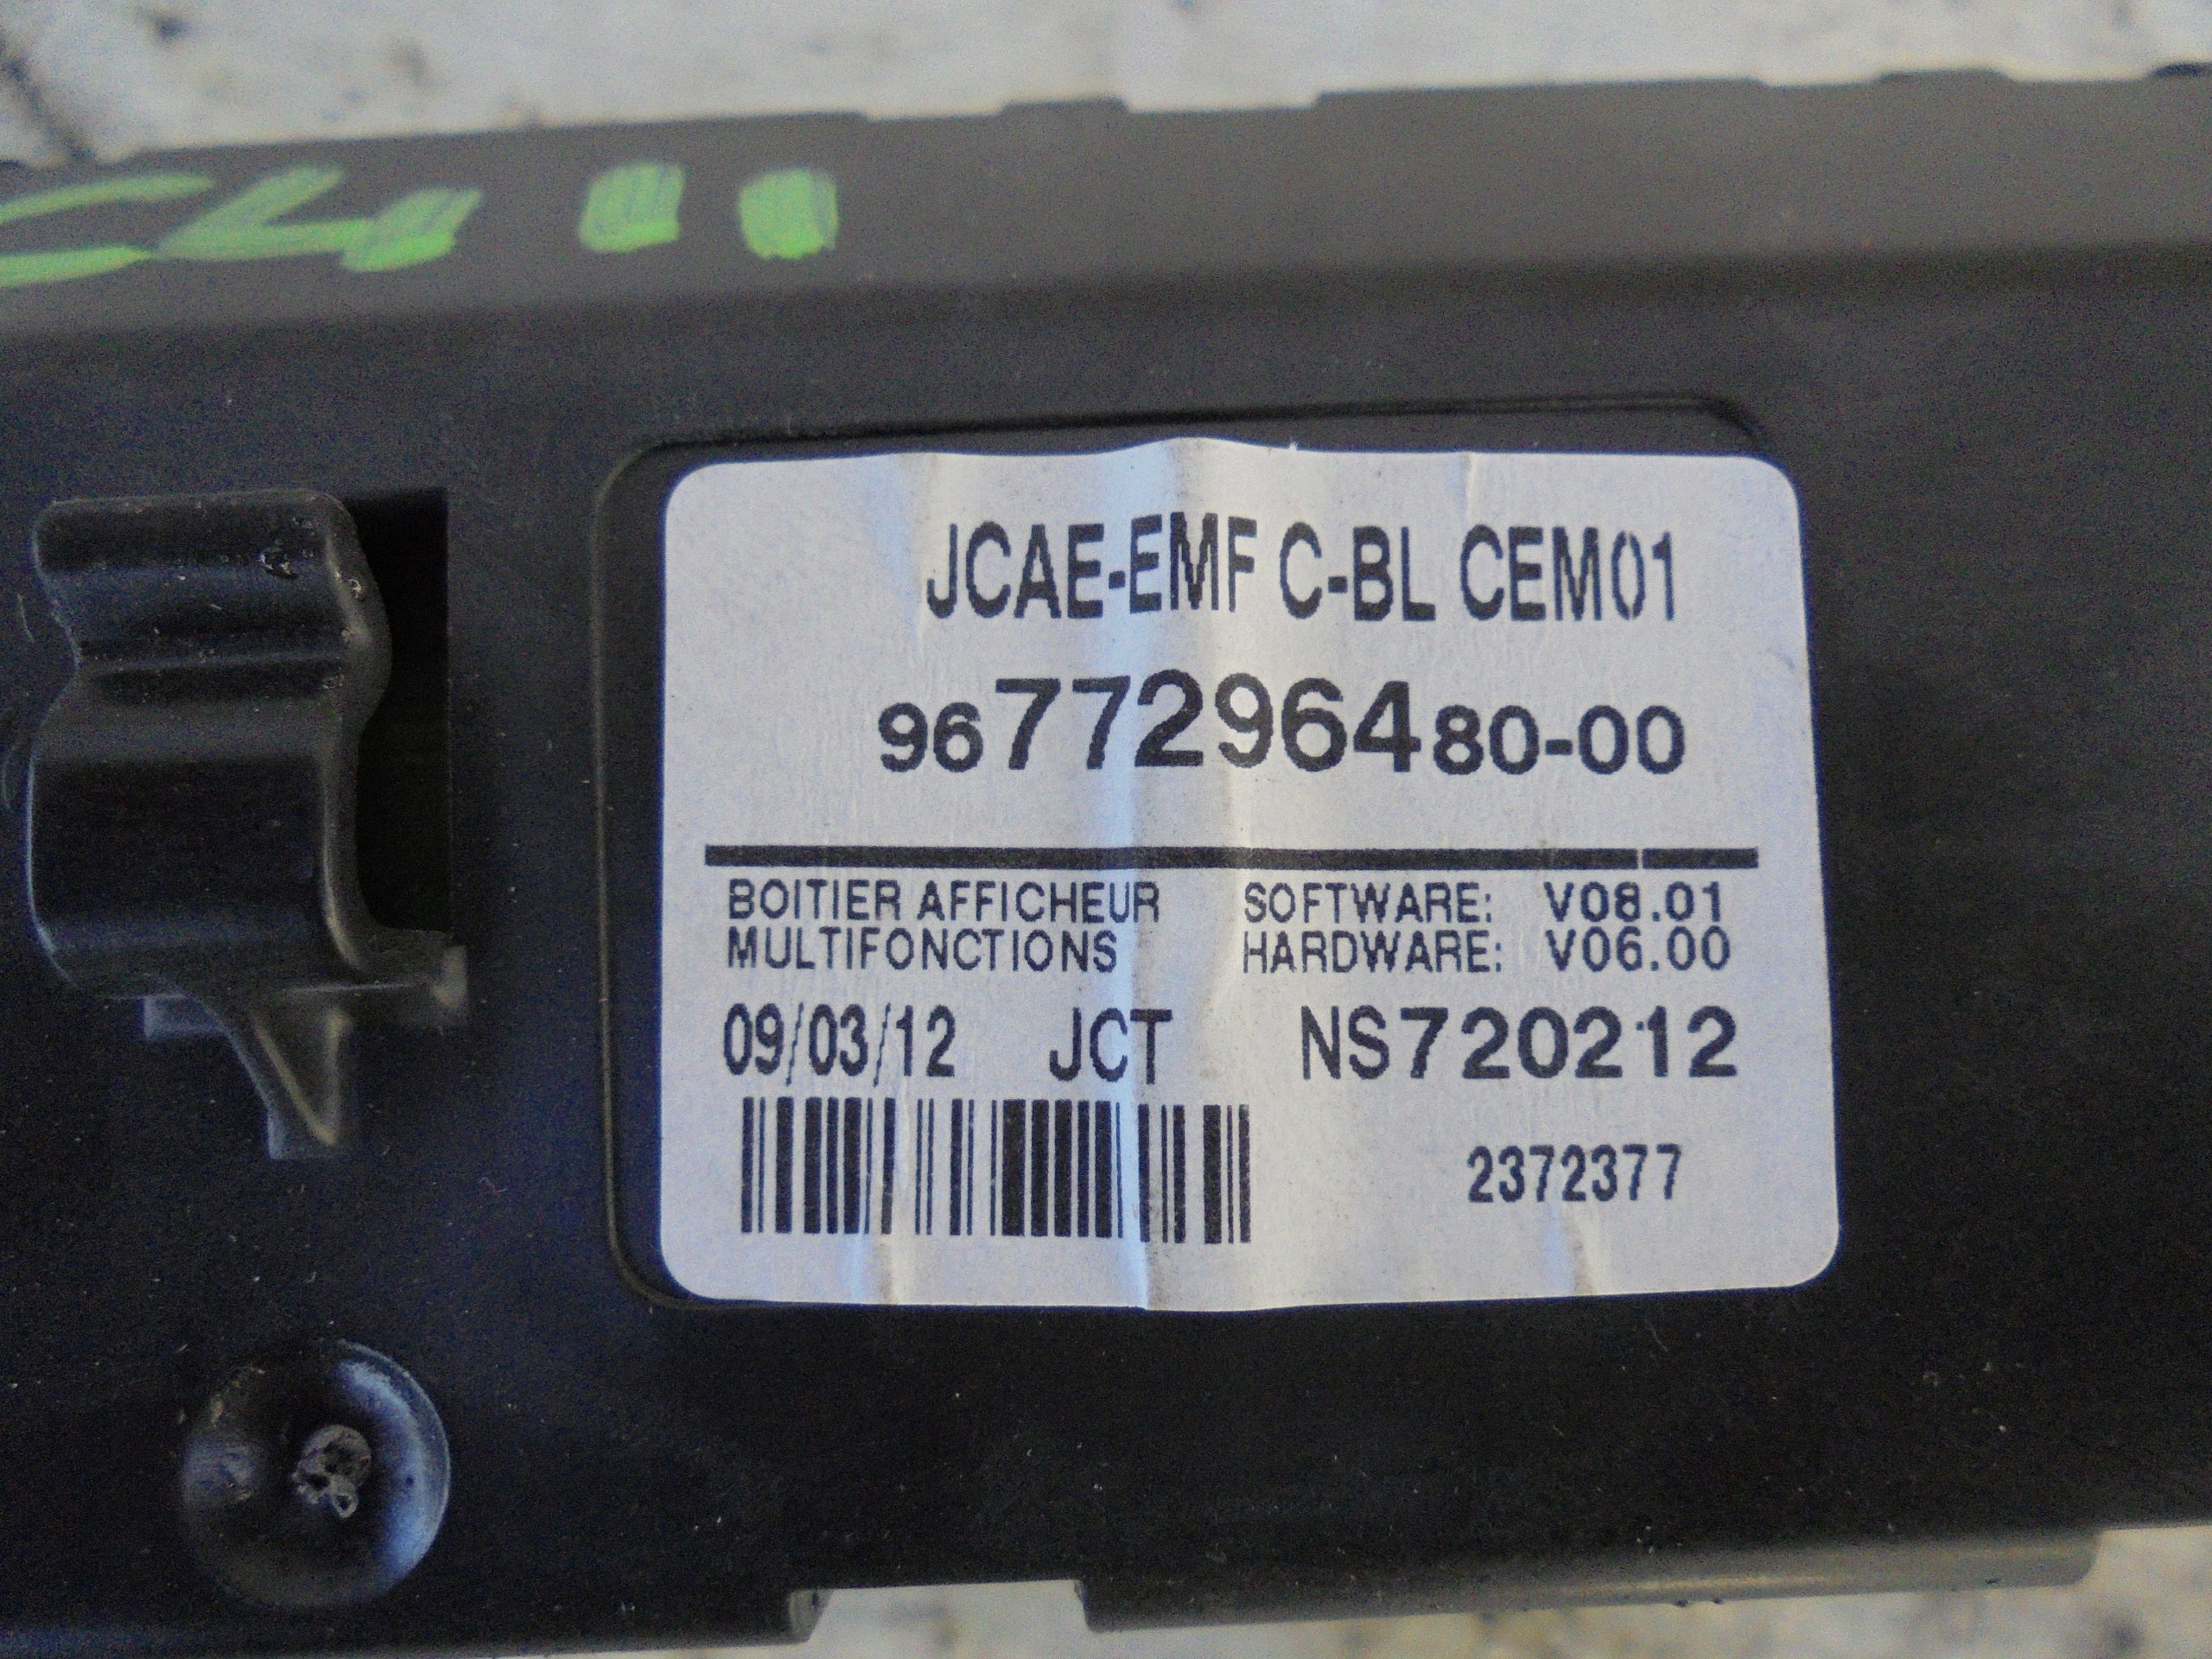 C4 11
JCAE-EMF C-BL CEM01
9677296480-00
BOITIER AFFICHEUR SOFTWARE: V08.01
MULTIFONCTIONS HARDWARE: V06.00
09/03/12 JCT NS720212
2372377